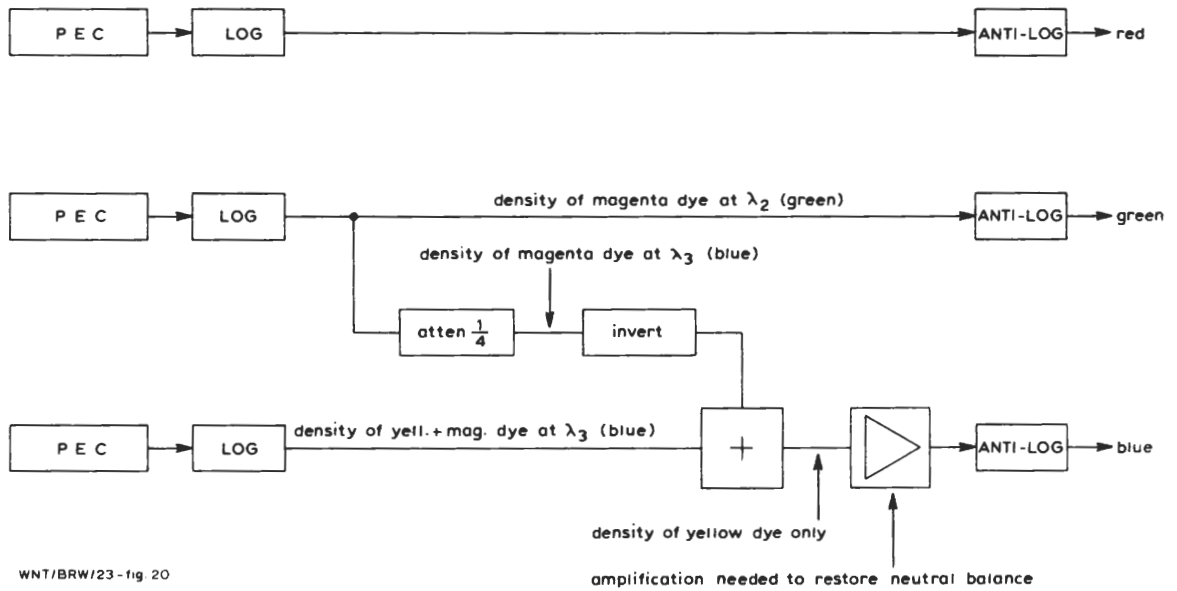 PEC LOG ANTI-LOG red
density of magenta dye at λ2 (green)
PEC LOG ANTI-LOG green
density of magenta dye at λ3 (blue)
atten 1/4 invert
density of yell.+mag. dye at λ3 (blue)
PEC LOG + ANTI-LOG blue
density of yellow dye only
WNT/BRW/23-fig. 20
amplification needed to restore neutral balance